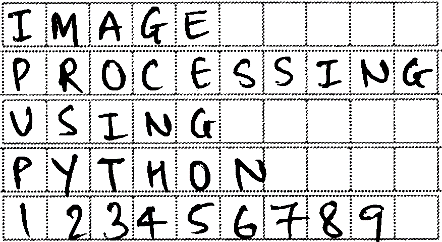 IMAGE
PROCESSING
USING
PYTHON
123456789